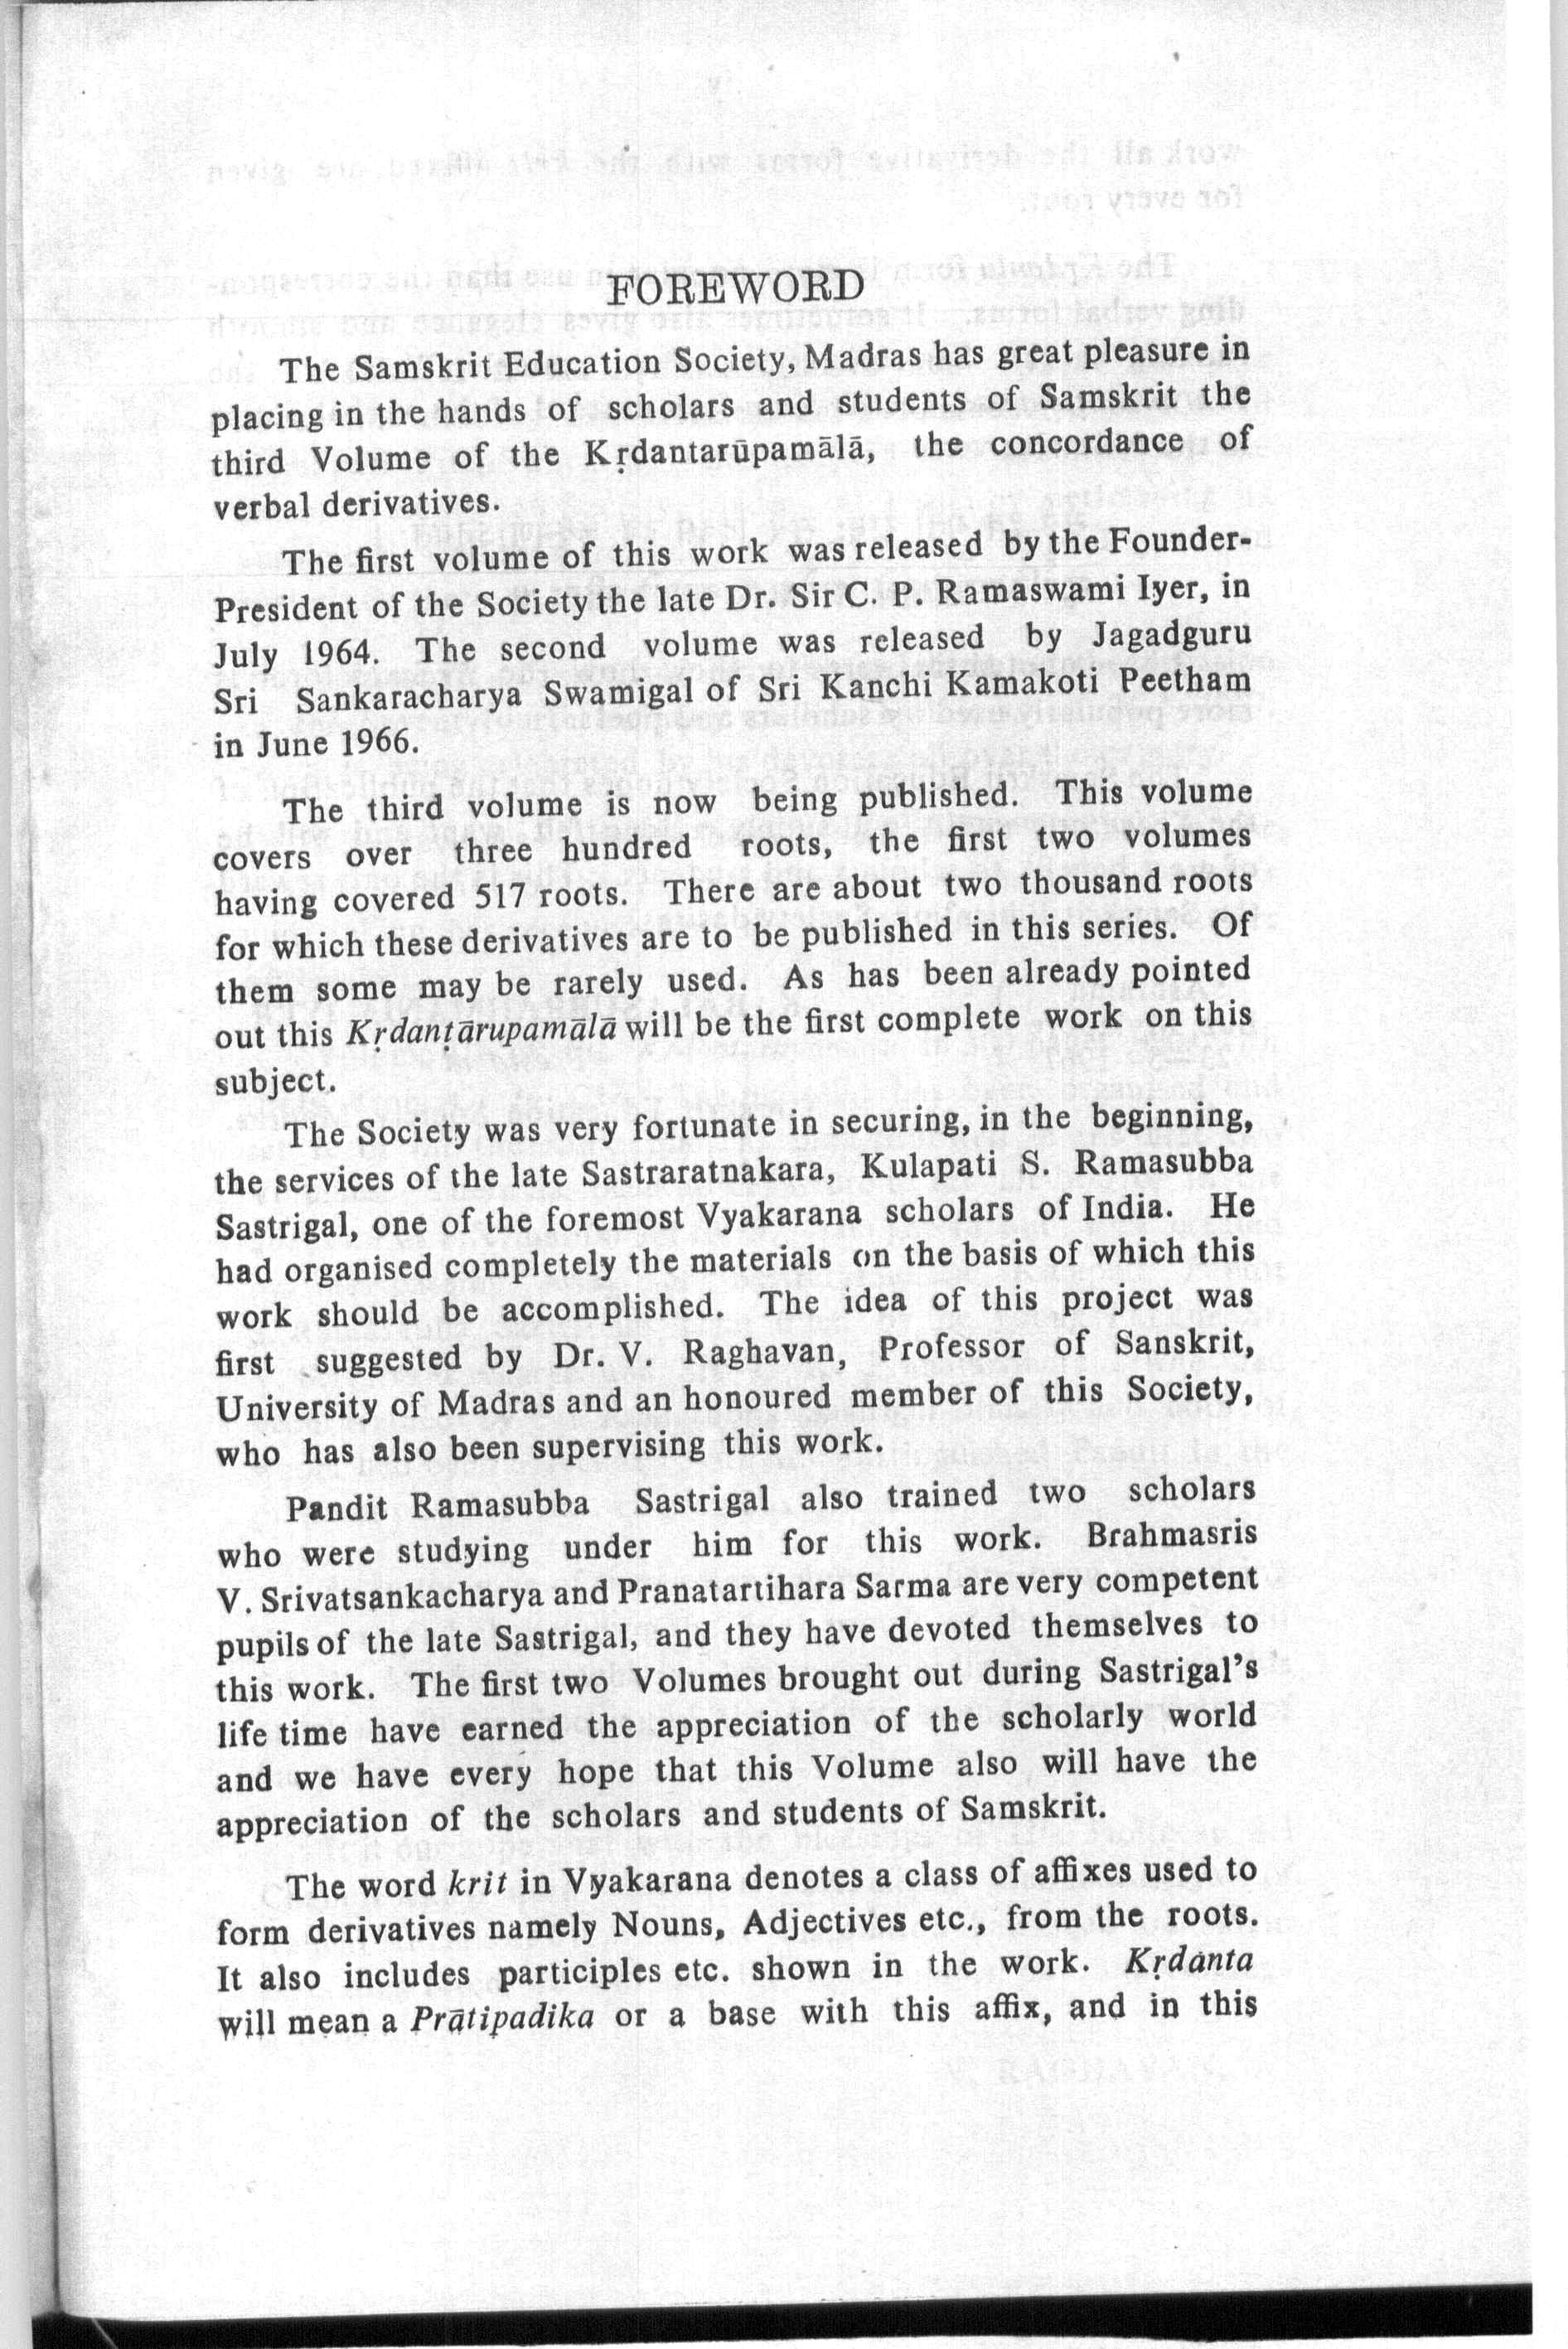 FOREWORD
The Samskrit Education Society, Madras has great pleasure in
placing in the hands of scholars and students of Samskrit the
third Volume of the Kṛdantarūpamālā, the concordance of
verbal derivatives.
The first volume of this work was released by the Founder-
President of the Society the late Dr. Sir C. P. Ramaswami Iyer, in
July 1964. The second volume was released by Jagadguru
Sri Sankaracharya Swamigal of Sri Kanchi Kamakoti Peetham
in June 1966.
The third volume is now being published. This volume
covers over three hundred roots, the first two volumes
having covered 517 roots. There are about two thousand roots
for which these derivatives are to be published in this series. Of
them some may be rarely used. As has been already pointed
out this Kṛdanṭārupamālā will be the first complete work on this
subject.
The Society was very fortunate in securing, in the beginning,
the services of the late Sastraratnakara, Kulapati S. Ramasubba
Sastrigal, one of the foremost Vyakarana scholars of India. He
had organised completely the materials on the basis of which this
work should be accomplished. The idea of this project was
first suggested by Dr. V. Raghavan, Professor of Sanskrit,
University of Madras and an honoured member of this Society,
who has also been supervising this work.
Pandit Ramasubba Sastrigal also trained two scholars
who were studying under him for this work. Brahmasris
V. Srivatsankacharya and Pranatartihara Sarma are very competent
pupils of the late Sastrigal, and they have devoted themselves to
this work. The first two Volumes brought out during Sastrigal's
life time have earned the appreciation of the scholarly world
and we have every hope that this Volume also will have the
appreciation of the scholars and students of Samskrit.
The word krit in Vyakarana denotes a class of affixes used to
form derivatives namely Nouns, Adjectives etc., from the roots.
It also includes participles etc. shown in the work. Kṛdanta
will mean a Prātipadika or a base with this affix, and in this